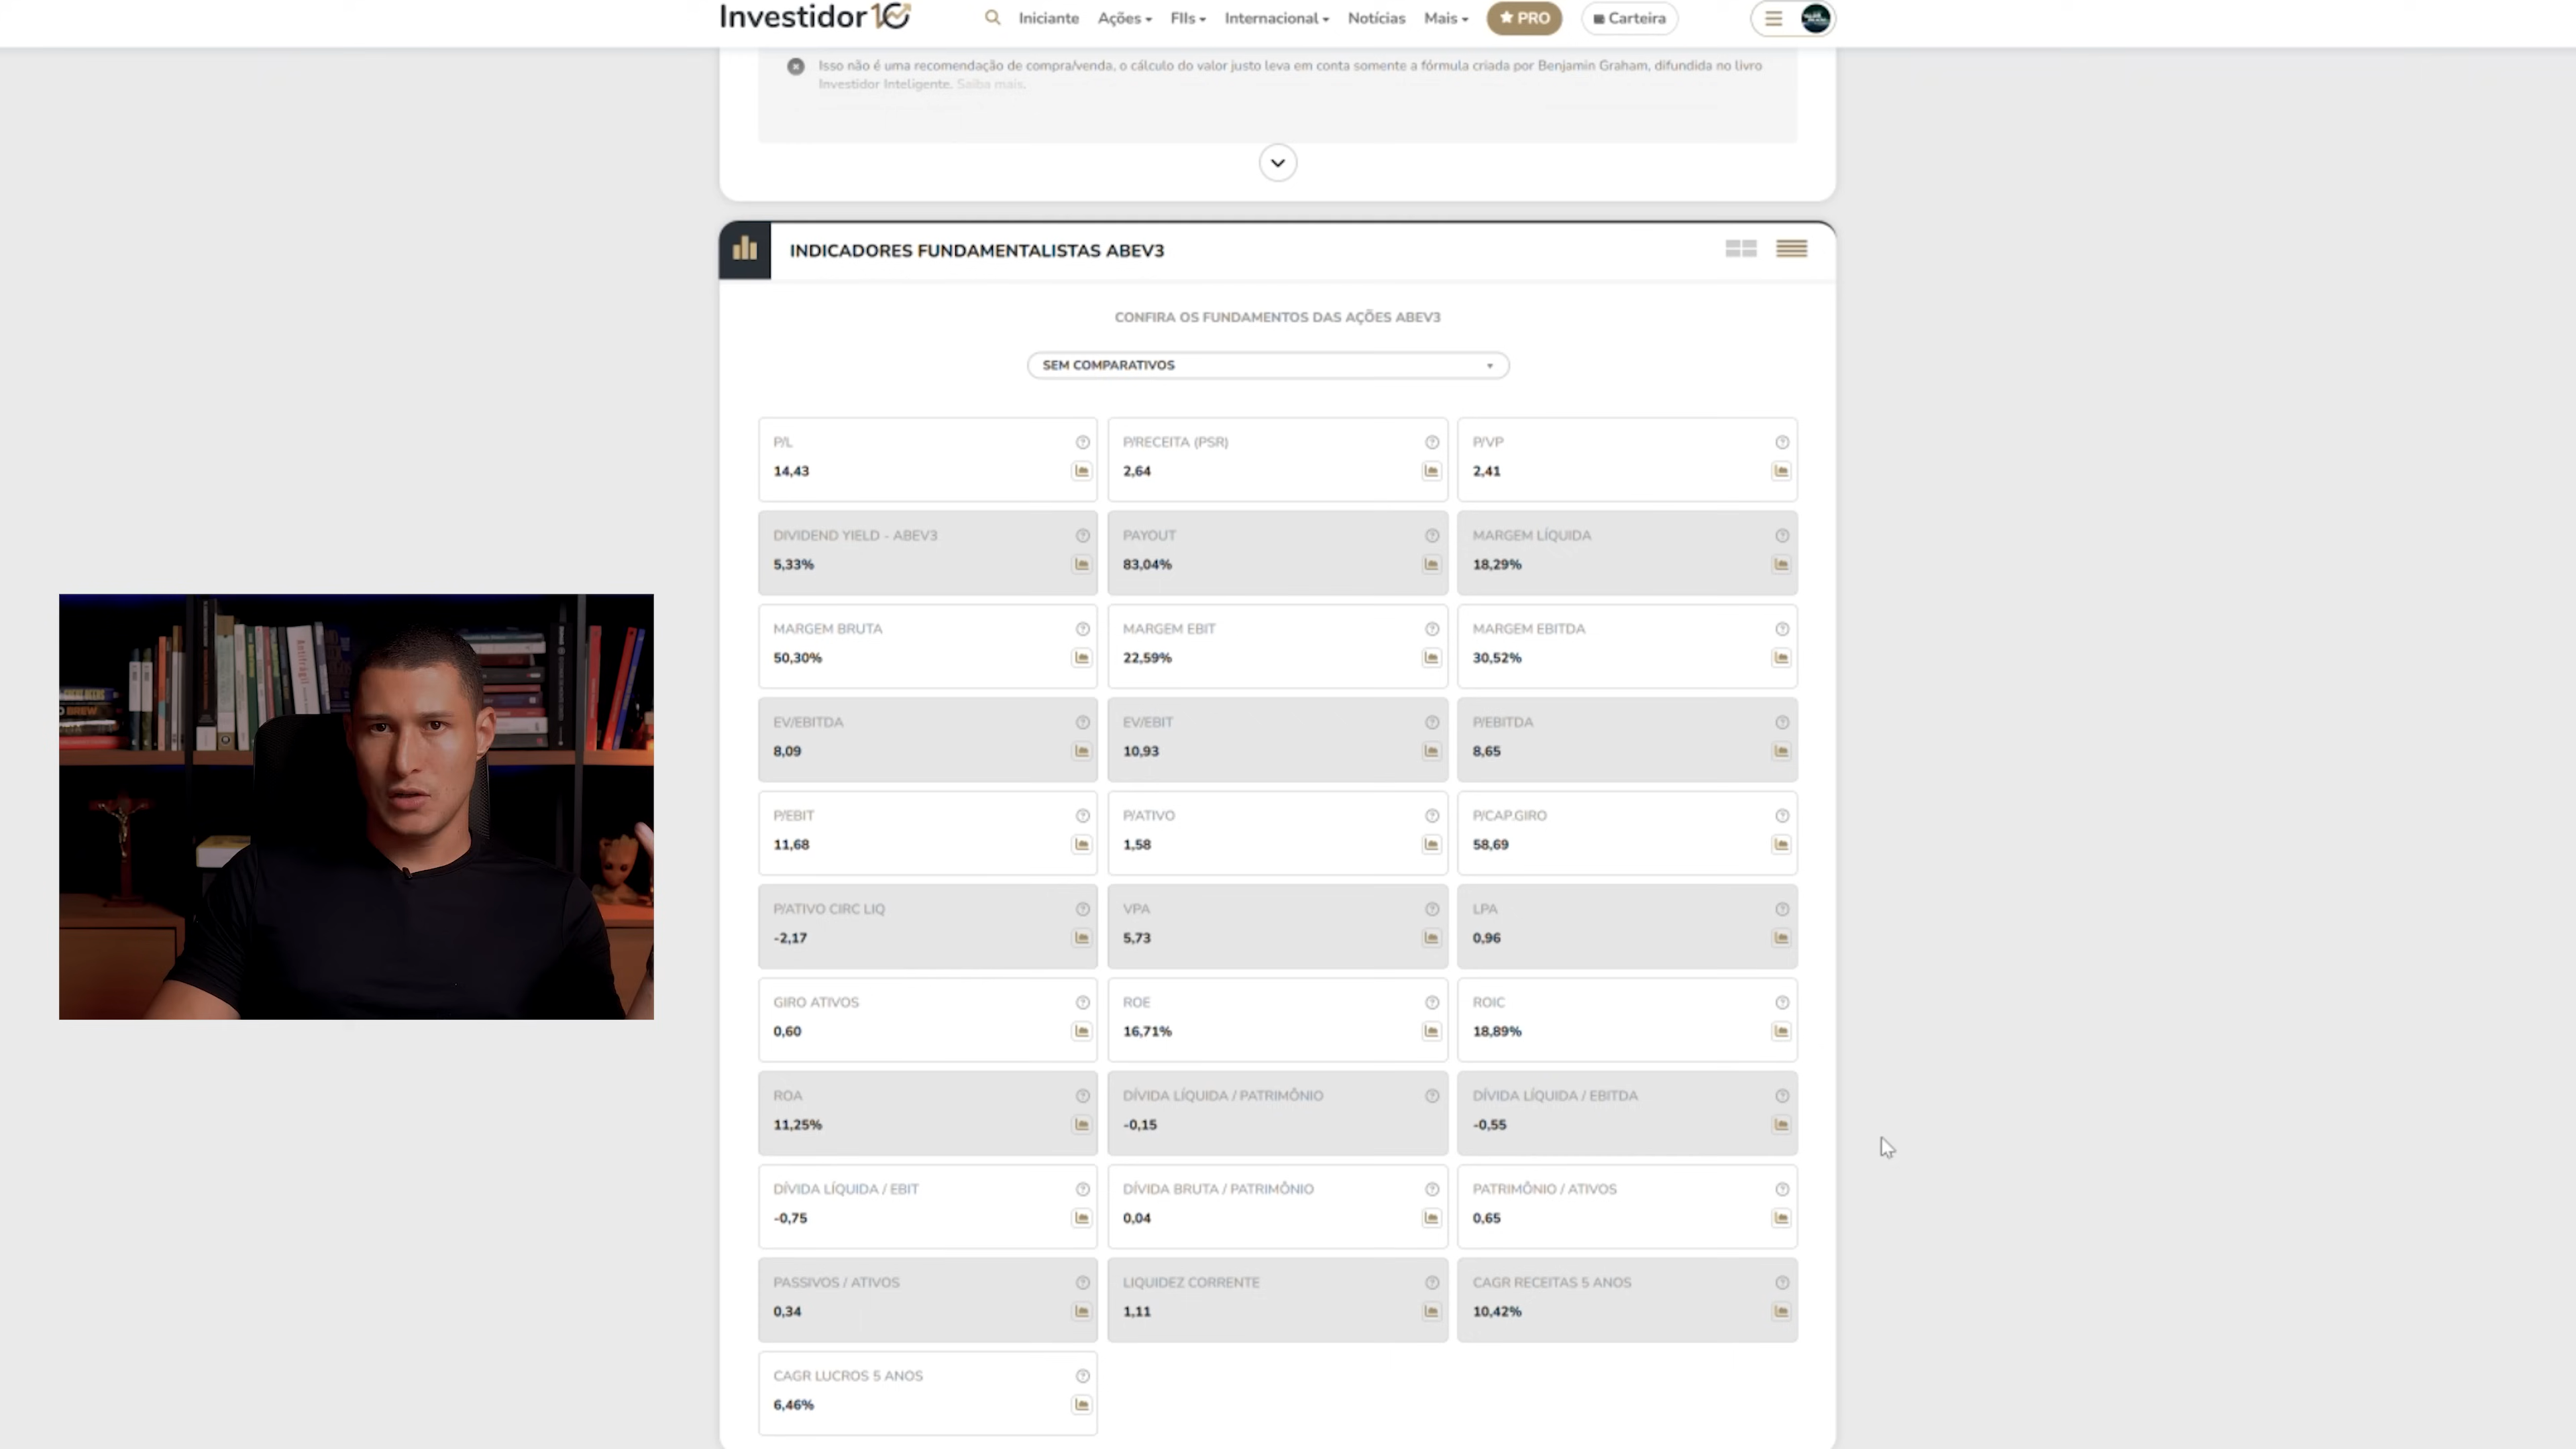 Investidor10
Iniciante
Ações
FIIs
Internacional
Notícias
Mais
PRO
Carteira
Isso não é uma recomendação de compra/venda, o cálculo do valor justo leva em conta somente a fórmula criada por Benjamin Graham, difundida no livro
Investidor Inteligente. Saiba mais.
INDICADORES FUNDAMENTALISTAS ABEV3
CONFIRA OS FUNDAMENTOS DAS AÇÕES ABEV3
SEM COMPARATIVOS
P/L
14,43
P/RECEITA (PSR)
2,64
P/VP
2,41
DIVIDEND YIELD - ABEV3
5,33%
PAYOUT
83,04%
MARGEM LÍQUIDA
18,29%
MARGEM BRUTA
50,30%
MARGEM EBIT
22,59%
MARGEM EBITDA
30,52%
EV/EBITDA
8,09
EV/EBIT
10,93
P/EBITDA
8,65
P/EBIT
11,68
P/ATIVO
1,58
P/CAP.GIRO
58,69
P/ATIVO CIRC LIQ
-2,17
VPA
5,73
LPA
0,96
GIRO ATIVOS
0,60
ROE
16,71%
ROIC
18,89%
ROA
11,25%
DÍVIDA LÍQUIDA / PATRIMÔNIO
-0,15
DÍVIDA LÍQUIDA / EBITDA
-0,55
DÍVIDA LÍQUIDA / EBIT
-0,75
DÍVIDA BRUTA / PATRIMÔNIO
0,04
PATRIMÔNIO / ATIVOS
0,65
PASSIVOS / ATIVOS
0,34
LIQUIDEZ CORRENTE
1,11
CAGR RECEITAS 5 ANOS
10,42%
CAGR LUCROS 5 ANOS
6,46%
Antifrágil